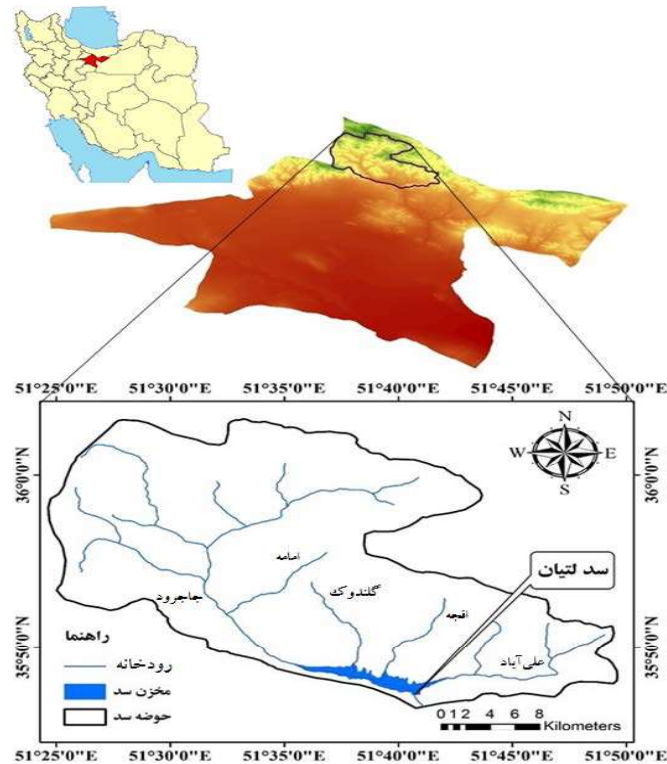 51°25'0"E 51°30'0"E 51°35'0"E 51°40'0"E 51°45'0"E 51°50'0"E
N
W E
S
36°0'0"N
36°0'0"N
امامه
سد لتیان
گلندوک
جاجرود
افجه
علی‌آباد
راهنما
رودخانه
مخزن سد
حوضه سد
35°50'0"N
35°50'0"N
0 1 2 4 6 8
Kilometers
51°25'0"E 51°30'0"E 51°35'0"E 51°40'0"E 51°45'0"E 51°50'0"E